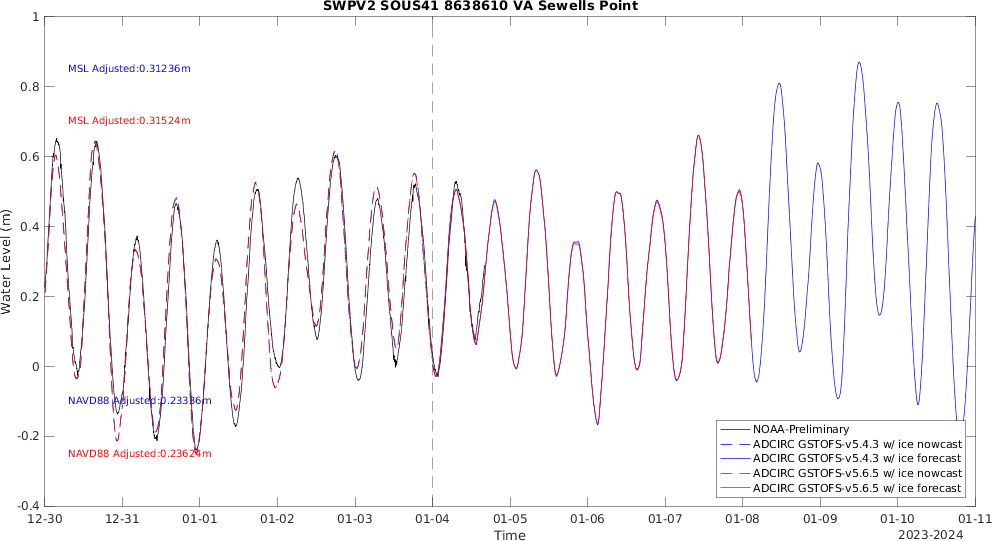 SWPV2 SOUS41 8638610 VA Sewells Point
1
0.8
0.6
0.4
0.2
0
-0.2
-0.4
Water Level (m)
MSL Adjusted:0.31236m
MSL Adjusted:0.31524m
NAVD88 Adjusted:0.23336m
NAVD88 Adjusted:0.23624m
NOAA-Preliminary
ADCIRC GSTOFS-v5.4.3 w/ ice nowcast
ADCIRC GSTOFS-v5.4.3 w/ ice forecast
ADCIRC GSTOFS-v5.6.5 w/ ice nowcast
ADCIRC GSTOFS-v5.6.5 w/ ice forecast
12-30 12-31 01-01 01-02 01-03 01-04 01-05 01-06 01-07 01-08 01-09 01-10 01-11
Time
2023-2024